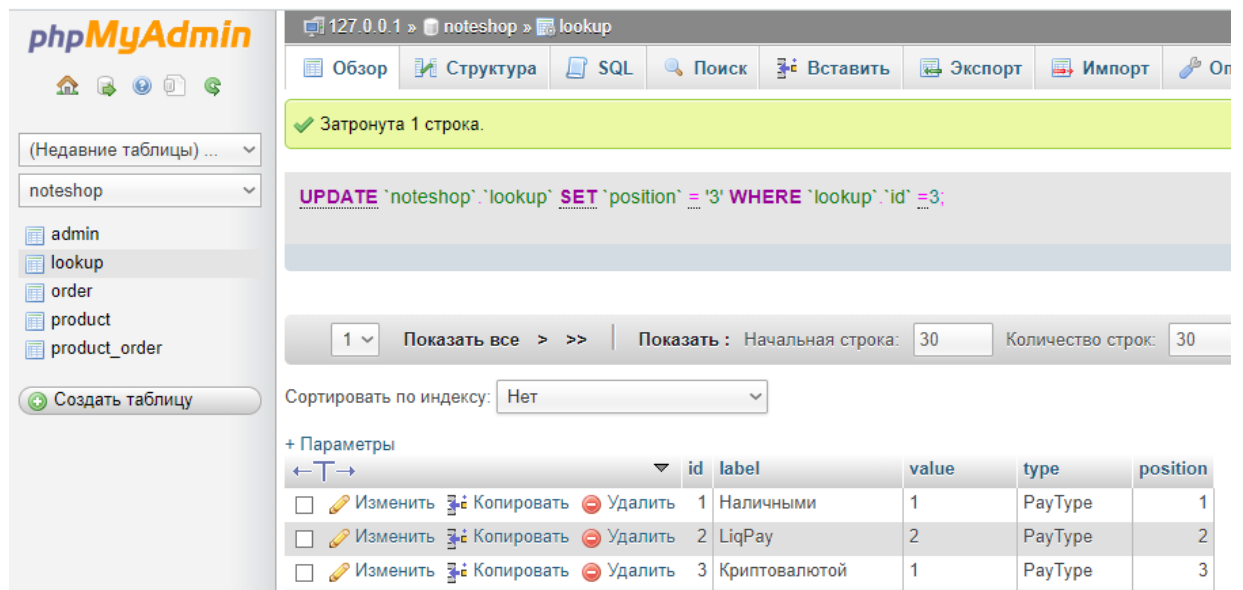 phpMyAdmin
127.0.0.1 » noteshop » lookup
Обзор Структура SQL Поиск Вставить Экспорт Импорт Оп
Затронута 1 строка.
(Недавние таблицы) ...
noteshop
UPDATE `noteshop`.`lookup` SET `position` = '3' WHERE `lookup`.`id` =3;
admin
lookup
order
product
product_order
Создать таблицу
1 Показать все > >> Показать : Начальная строка: 30 Количество строк: 30
Сортировать по индексу: Нет
+ Параметры
←T→ id label value type position
Изменить Копировать Удалить 1 Наличными 1 PayType 1
Изменить Копировать Удалить 2 LiqPay 2 PayType 2
Изменить Копировать Удалить 3 Криптовалютой 1 PayType 3